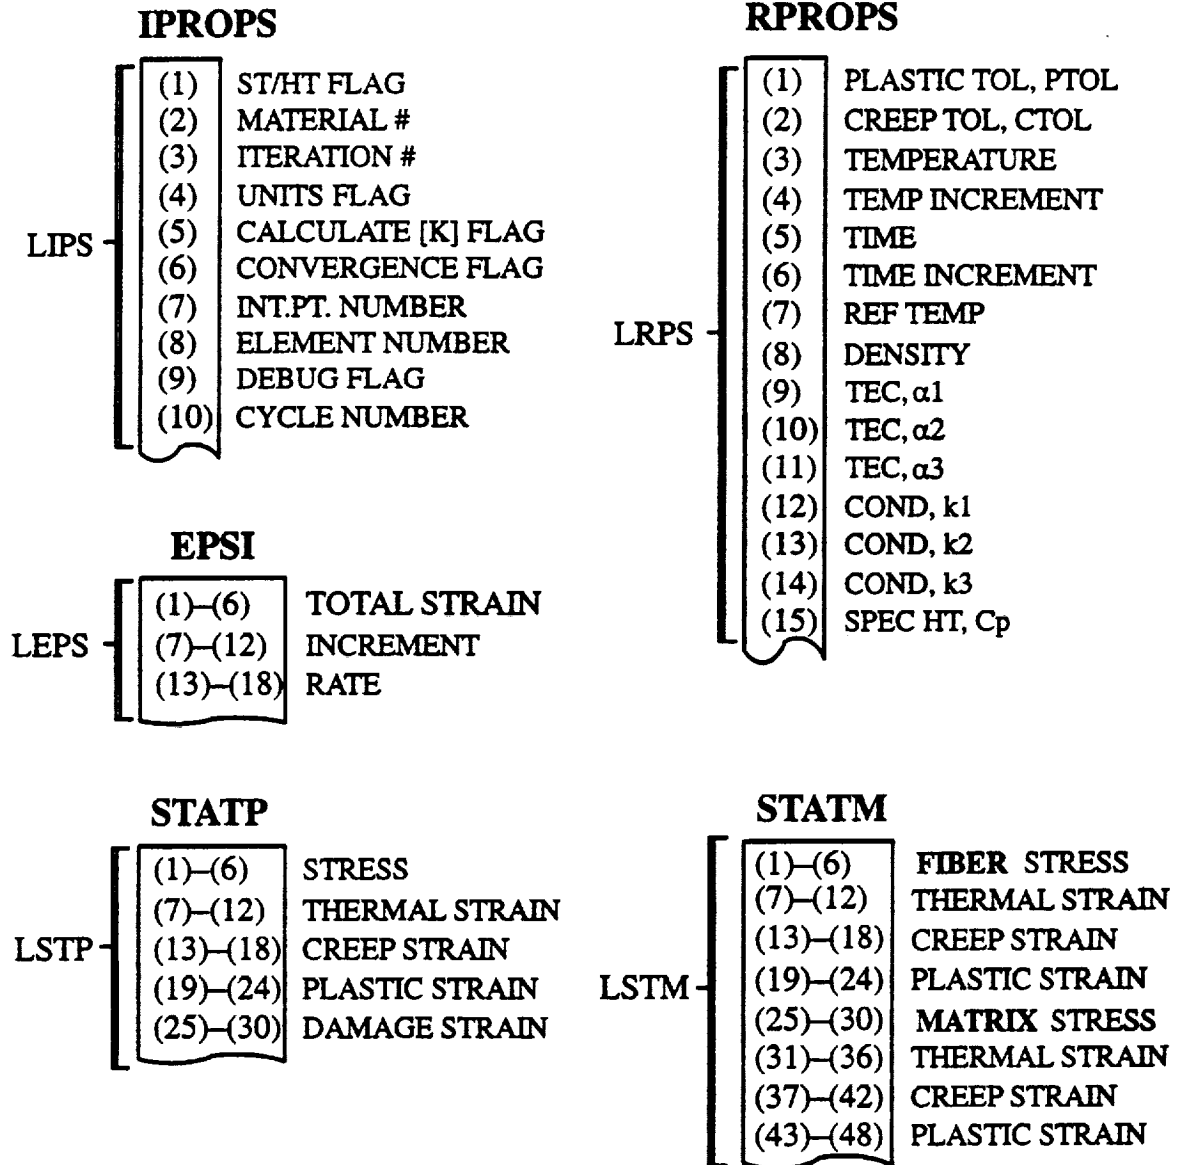 IPROPS
LIPS
(1) ST/HT FLAG
(2) MATERIAL #
(3) ITERATION #
(4) UNITS FLAG
(5) CALCULATE [K] FLAG
(6) CONVERGENCE FLAG
(7) INT.PT. NUMBER
(8) ELEMENT NUMBER
(9) DEBUG FLAG
(10) CYCLE NUMBER
RPROPS
LRPS
(1) PLASTIC TOL, PTOL
(2) CREEP TOL, CTOL
(3) TEMPERATURE
(4) TEMP INCREMENT
(5) TIME
(6) TIME INCREMENT
(7) REF TEMP
(8) DENSITY
(9) TEC, α1
(10) TEC, α2
(11) TEC, α3
(12) COND, k1
(13) COND, k2
(14) COND, k3
(15) SPEC HT, Cp
EPSI
LEPS
(1)–(6) TOTAL STRAIN
(7)–(12) INCREMENT
(13)–(18) RATE
STATP
LSTP
(1)–(6) STRESS
(7)–(12) THERMAL STRAIN
(13)–(18) CREEP STRAIN
(19)–(24) PLASTIC STRAIN
(25)–(30) DAMAGE STRAIN
STATM
LSTM
(1)–(6) FIBER STRESS
(7)–(12) THERMAL STRAIN
(13)–(18) CREEP STRAIN
(19)–(24) PLASTIC STRAIN
(25)–(30) MATRIX STRESS
(31)–(36) THERMAL STRAIN
(37)–(42) CREEP STRAIN
(43)–(48) PLASTIC STRAIN